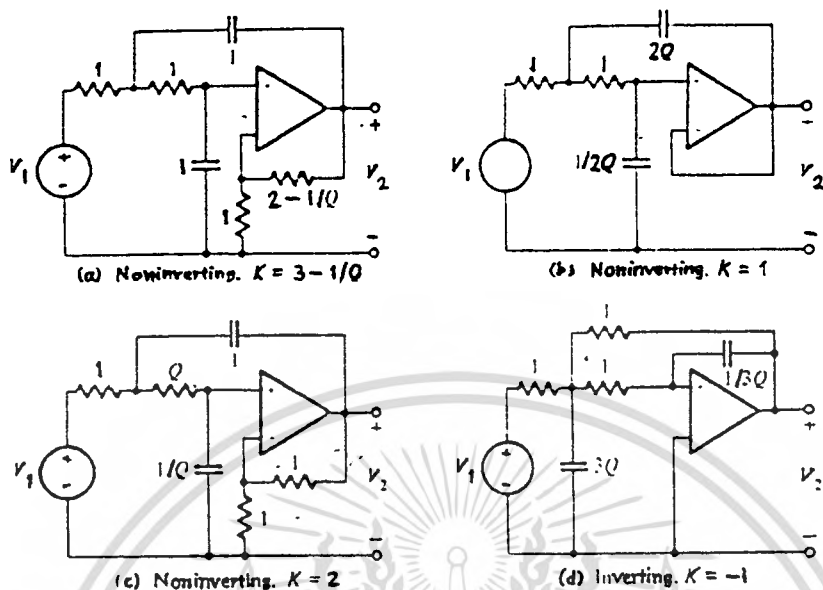 1
1
1
1
V₁
+
-
2-1/Q
1
+
V₂
-
(a) Noninverting. K = 3-1/Q
2Q
1
1
1/2Q
V₁
V₂
-
(b) Noninverting. K = 1
1
1
Q
1/Q
V₁
+
-
1
1
+
V₂
-
(c) Noninverting. K = 2
1
1
1
1/3Q
3Q
V₁
+
-
+
V₂
-
(d) Inverting. K = -1